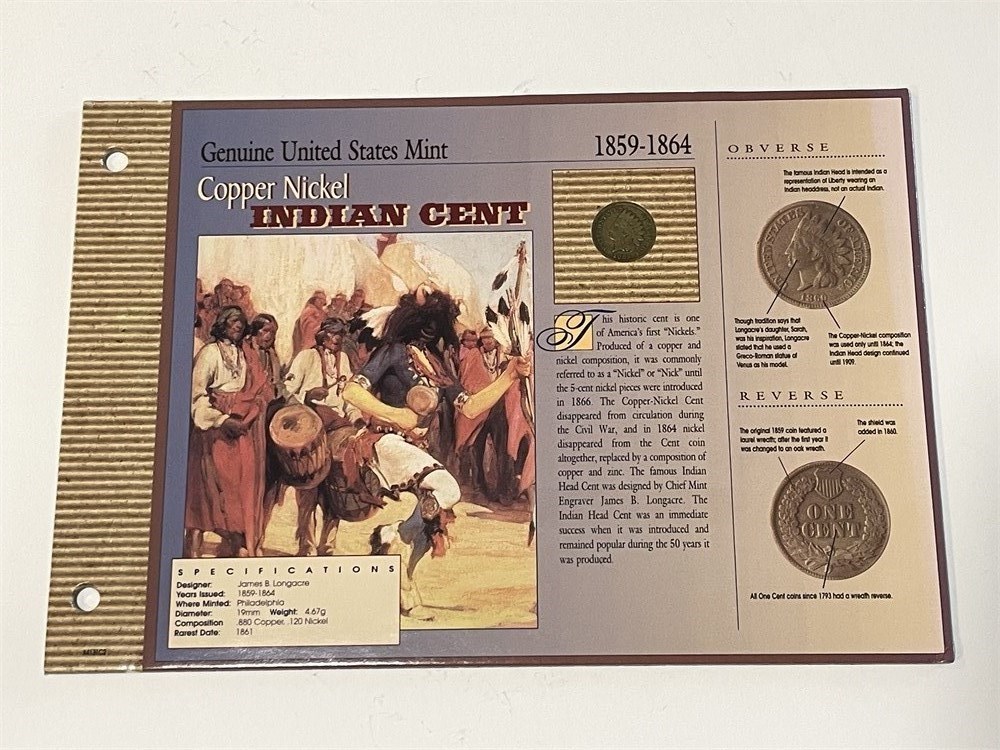 Genuine United States Mint
1859-1864
Copper Nickel
INDIAN CENT
This historic cent is one
of America's first "Nickels."
Produced of a copper and
nickel composition, it was commonly
referred to as a "Nickel" or "Nick" until
the 5-cent nickel pieces were introduced
in 1866. The Copper-Nickel Cent
disappeared from circulation during
the Civil War, and in 1864 nickel
disappeared from the Cent coin
altogether, replaced by a composition of
copper and zinc. The famous Indian
Head Cent was designed by Chief Mint
Engraver James B. Longacre. The
Indian Head Cent was an immediate
success when it was introduced and
remained popular during the 50 years it
was produced.
SPECIFICATIONS
Designer: James B. Longacre
Years Issued: 1859-1864
Where Minted: Philadelphia
Diameter: 19mm Weight: 4.67g
Composition .880 Copper, .120 Nickel
Rarest Date: 1861
OBVERSE
The famous Indian Head is intended as a
representation of Liberty wearing an
Indian headdress, not an actual Indian.
UNITED STATES OF AMERICA
1860
Though tradition says that
Longacre's daughter, Sarah,
was his inspiration, Longacre
stated that he used a
Greco-Roman statue of
Venus as his model.
The Copper-Nickel composition
was used only until 1864; the
Indian Head design continued
until 1909.
REVERSE
The original 1859 coin featured a
laurel wreath; after the first year it
was changed to an oak wreath.
The shield was
added in 1860.
ONE
CENT
All One Cent coins since 1793 had a wreath reverse.